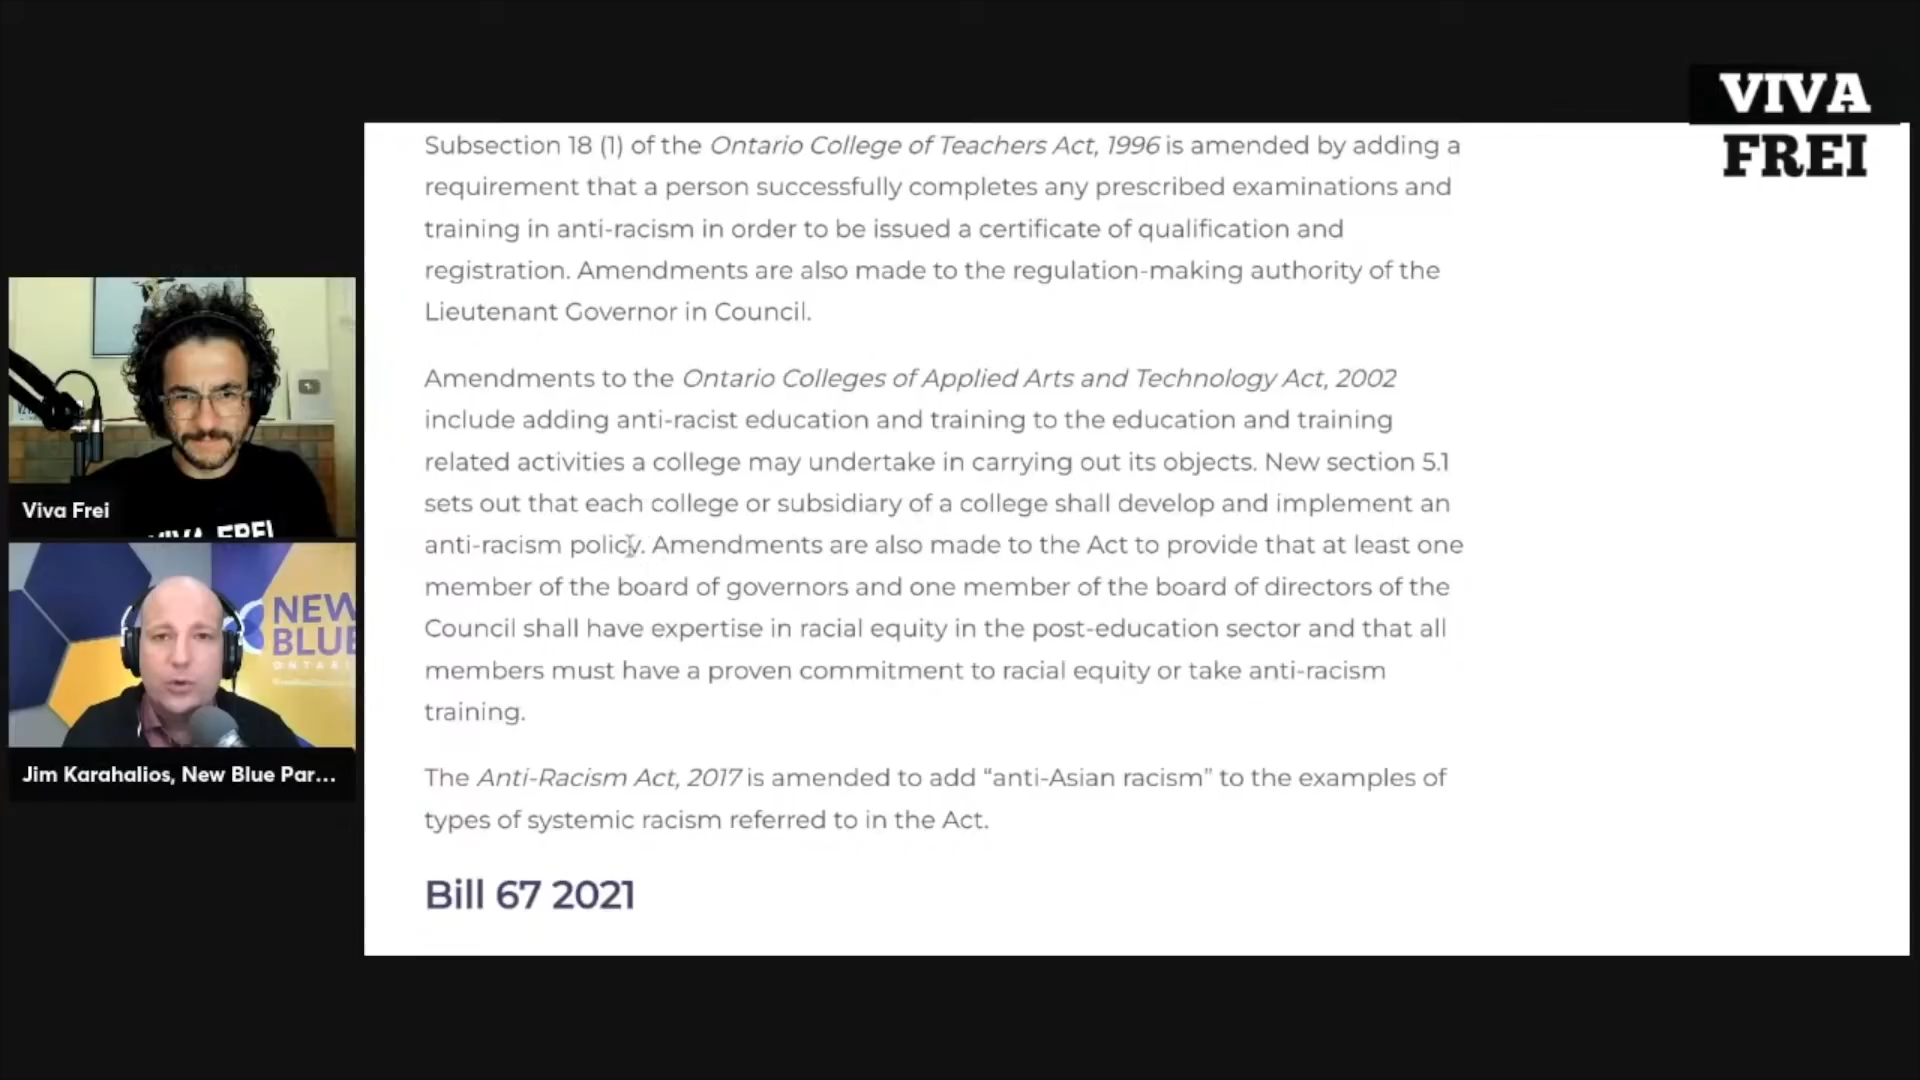 VIVA
FREI
Subsection 18 (1) of the Ontario College of Teachers Act, 1996 is amended by adding a
requirement that a person successfully completes any prescribed examinations and
training in anti-racism in order to be issued a certificate of qualification and
registration. Amendments are also made to the regulation-making authority of the
Lieutenant Governor in Council.
Amendments to the Ontario Colleges of Applied Arts and Technology Act, 2002
include adding anti-racist education and training to the education and training
related activities a college may undertake in carrying out its objects. New section 5.1
sets out that each college or subsidiary of a college shall develop and implement an
anti-racism policy. Amendments are also made to the Act to provide that at least one
member of the board of governors and one member of the board of directors of the
Council shall have expertise in racial equity in the post-education sector and that all
members must have a proven commitment to racial equity or take anti-racism
training.
The Anti-Racism Act, 2017 is amended to add “anti-Asian racism” to the examples of
types of systemic racism referred to in the Act.
Bill 67 2021
Viva Frei
VIVA FREI
NEW
BLUE
ONTARI
Jim Karahalios, New Blue Par...